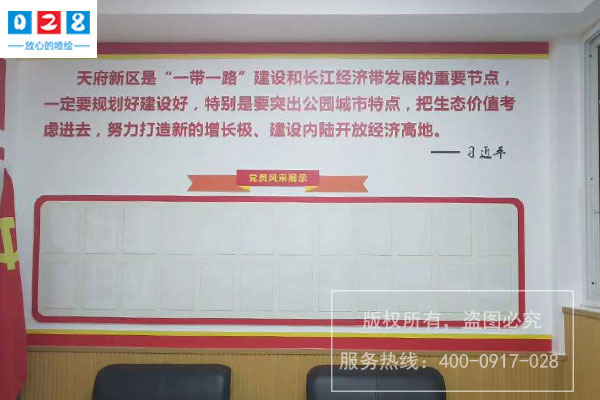 028
放心的喷绘
天府新区是“一带一路”建设和长江经济带发展的重要节点，
一定要规划好建设好，特别是要突出公园城市特点，把生态价值考
虑进去，努力打造新的增长极、建设内陆开放经济高地。
——习近平
党员风采展示
版权所有，盗图必究
服务热线：400-0917-028